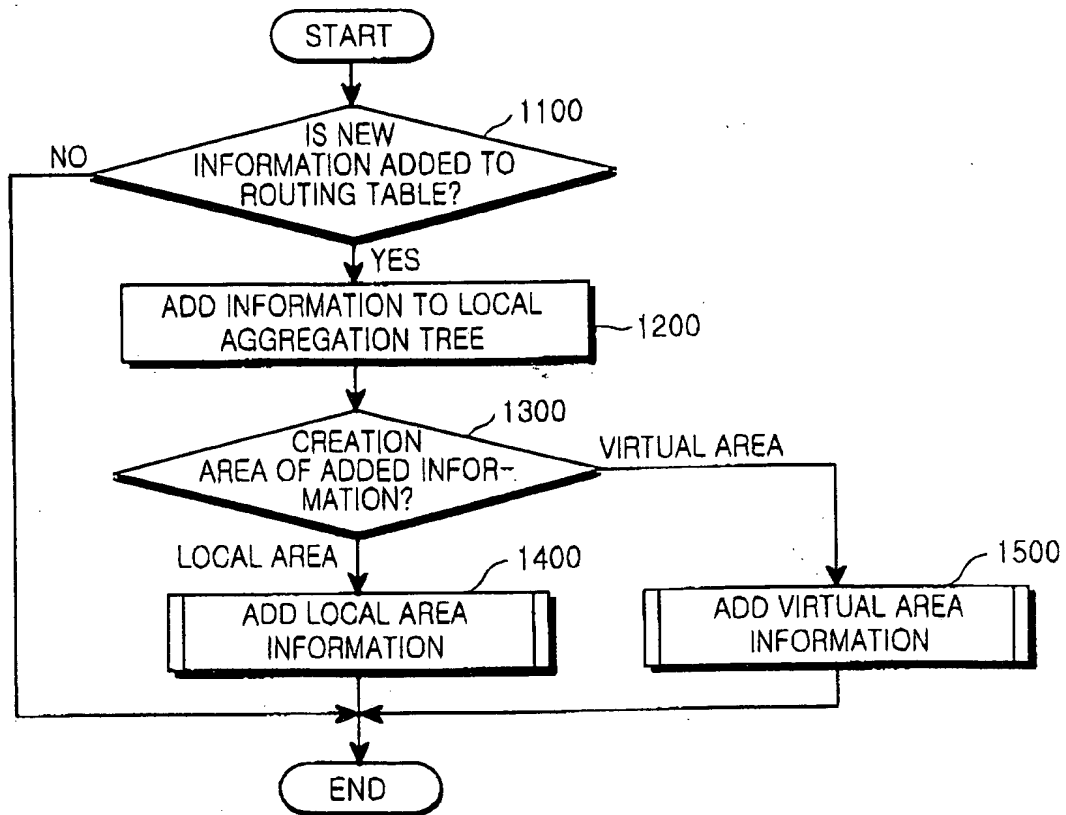 START
1100
IS NEW
INFORMATION ADDED TO
ROUTING TABLE?
NO
YES
ADD INFORMATION TO LOCAL
AGGREGATION TREE
1200
1300
CREATION
AREA OF ADDED INFOR-
MATION?
VIRTUAL AREA
LOCAL AREA
1400
ADD LOCAL AREA
INFORMATION
1500
ADD VIRTUAL AREA
INFORMATION
END